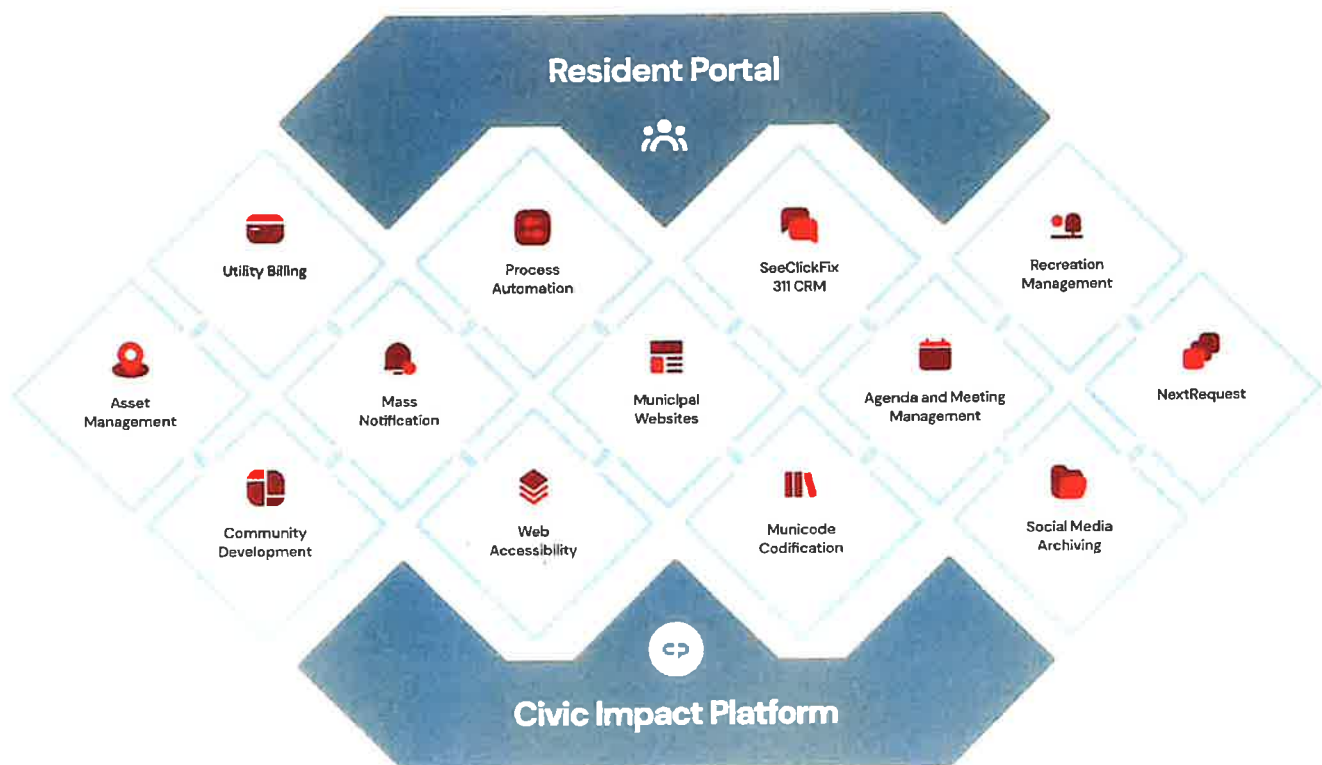 Resident Portal
Utility Billing
Process
Automation
SeeClickFix
311 CRM
Recreation
Management
Asset
Management
Mass
Notification
Municipal
Websites
Agenda and Meeting
Management
NextRequest
Community
Development
Web
Accessibility
Municode
Codification
Social Media
Archiving
CP
Civic Impact Platform